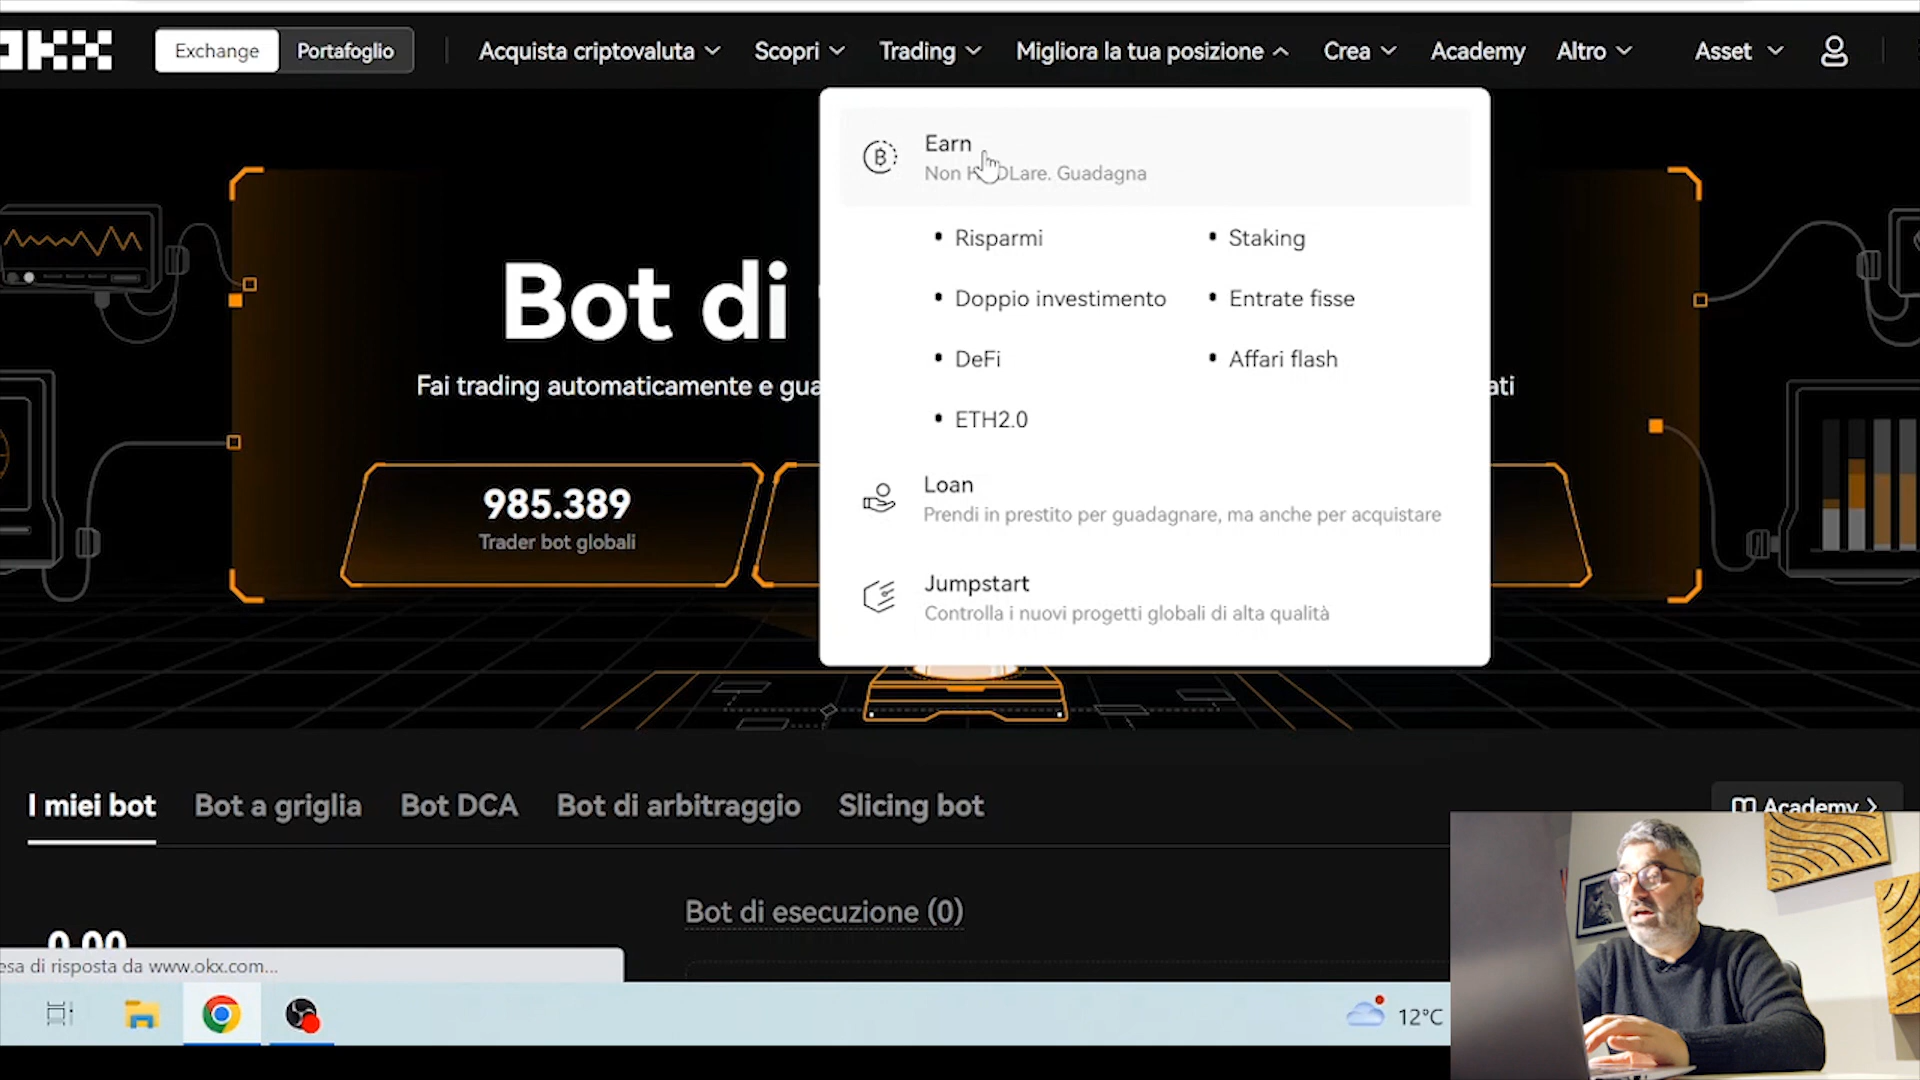 OKX
Exchange
Portafoglio
Acquista criptovaluta
Scopri
Trading
Migliora la tua posizione
Crea
Academy
Altro
Asset
Earn
Guadagna
Risparmi
Staking
Doppio investimento
Entrate fisse
DeFi
Affari flash
ETH2.0
Loan
Prendi in prestito per guadagnare, ma anche per acquistare
Jumpstart
Controlla i nuovi progetti globali di alta qualità
Bot di
Fai trading automaticamente e
985.389
Trader bot globali
I miei bot
Bot a griglia
Bot DCA
Bot di arbitraggio
Slicing bot
Academy
Bot di esecuzione (0)
0,00
di risposta da www.okx.com...
12°C